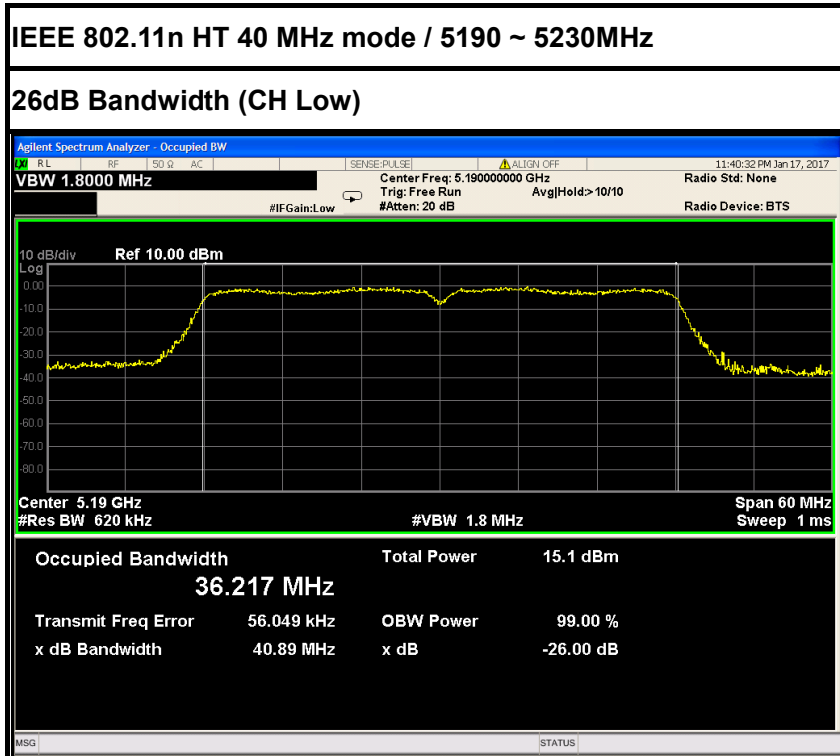 IEEE 802.11n HT 40 MHz mode / 5190 ~ 5230MHz
26dB Bandwidth (CH Low)
Agilent Spectrum Analyzer - Occupied BW
LXI RL RF 50 Ω AC SENSE:PULSE ALIGN OFF 11:40:32 PM Jan 17, 2017
VBW 1.8000 MHz Center Freq: 5.190000000 GHz Radio Std: None
Trig: Free Run Avg|Hold:>10/10
#IFGain:Low #Atten: 20 dB Radio Device: BTS
10 dB/div Ref 10.00 dBm
Log
0.00
-10.0
-20.0
-30.0
-40.0
-50.0
-60.0
-70.0
-80.0
Center 5.19 GHz Span 60 MHz
#Res BW 620 kHz #VBW 1.8 MHz Sweep 1 ms
Occupied Bandwidth Total Power 15.1 dBm
36.217 MHz
Transmit Freq Error 56.049 kHz OBW Power 99.00 %
x dB Bandwidth 40.89 MHz x dB -26.00 dB
MSG STATUS